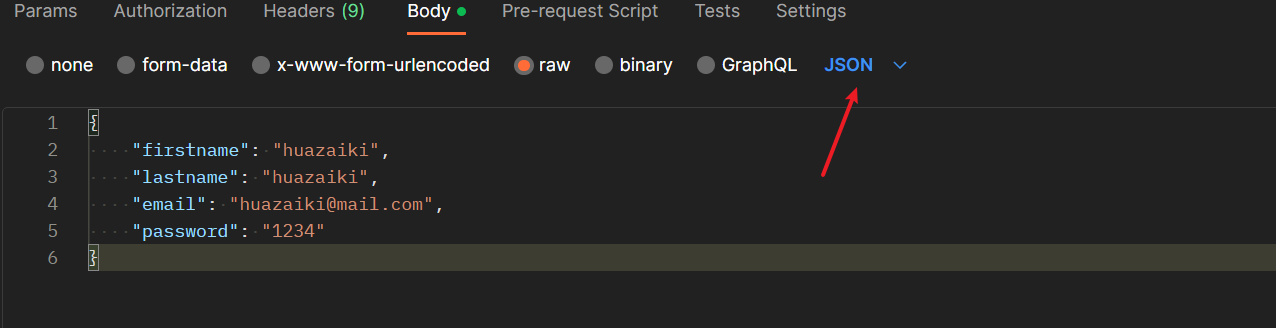 Params Authorization Headers (9) Body Pre-request Script Tests Settings
none form-data x-www-form-urlencoded raw binary GraphQL JSON
1 {
2 "firstname": "huazaiki",
3 "lastname": "huazaiki",
4 "email": "huazaiki@mail.com",
5 "password": "1234"
6 }